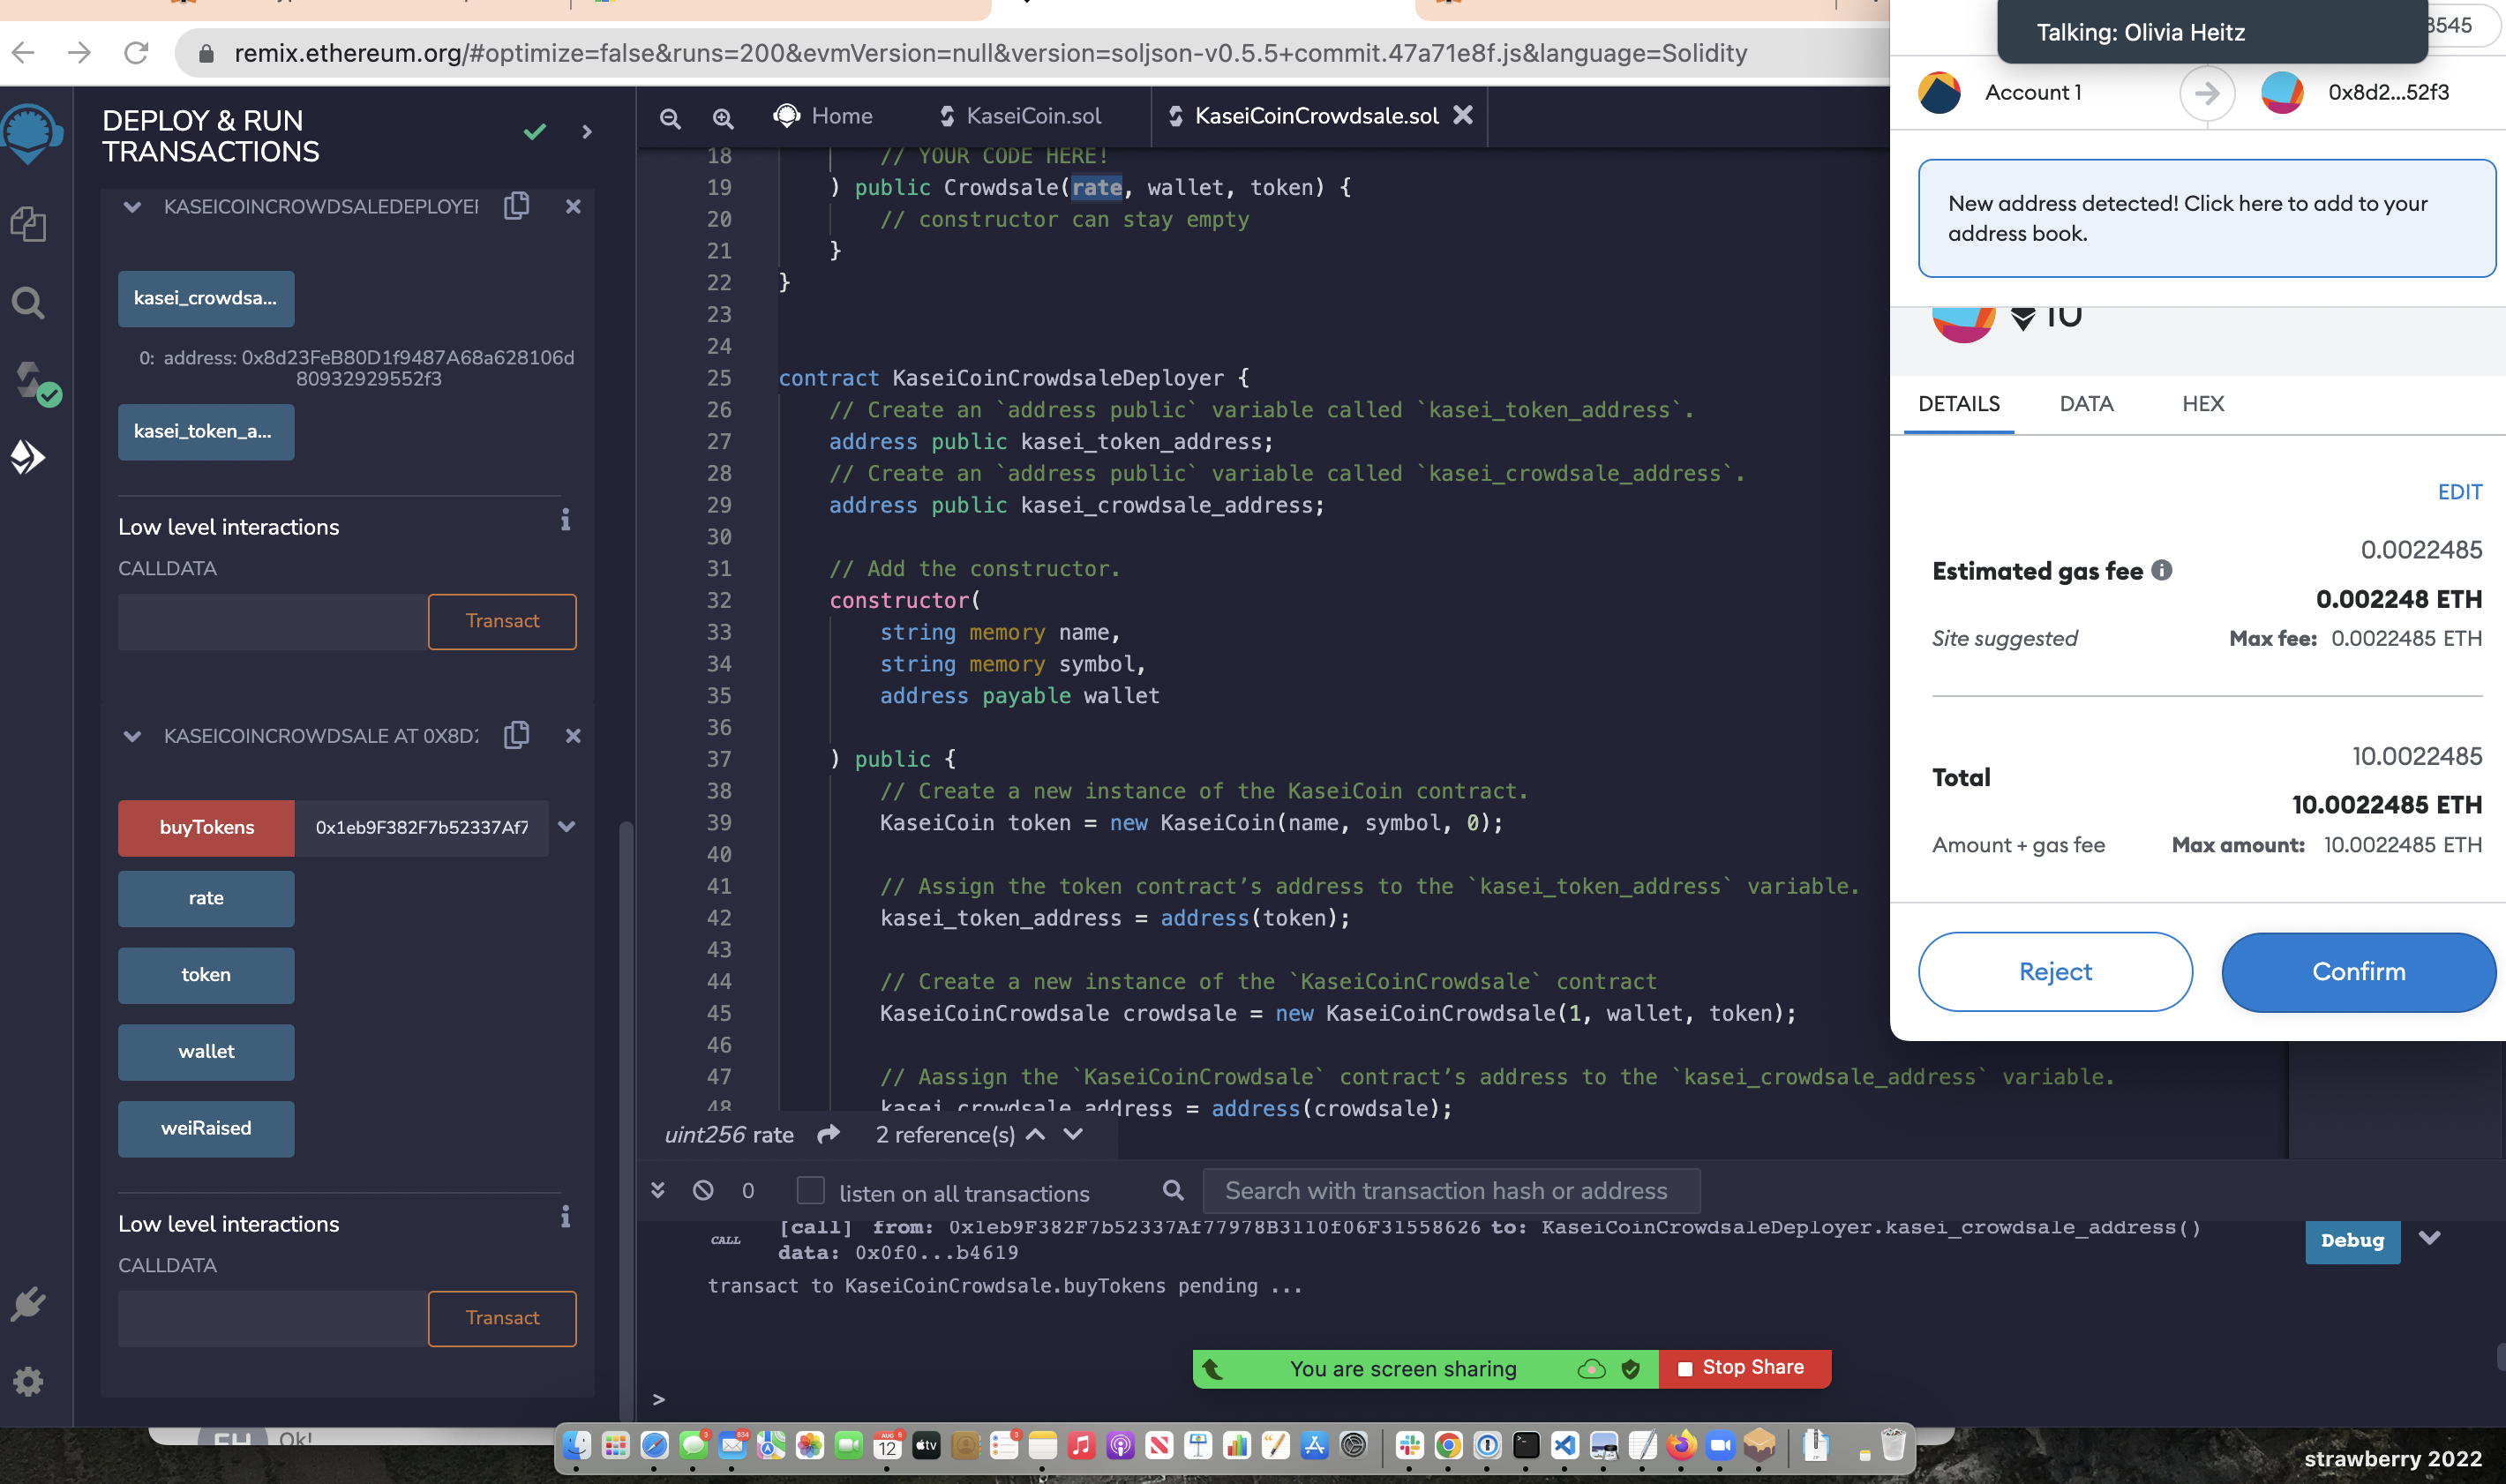 remix.ethereum.org/#optimize=false&runs=200&evmVersion=null&version=soljson-v0.5.5+commit.47a71e8f.js&language=Solidity
Talking: Olivia Heitz
8545
DEPLOY & RUN
TRANSACTIONS
KASEICOINCROWDSALEDEPLOYER
kasei_crowdsa...
0: address: 0x8d23FeB80D1f9487A68a628106d
80932929552f3
kasei_token_a...
Low level interactions
CALLDATA
Transact
KASEICOINCROWDSALE AT 0X8D2
buyTokens
0x1eb9F382F7b52337Af7
rate
token
wallet
weiRaised
Low level interactions
CALLDATA
Transact
Home
KaseiCoin.sol
KaseiCoinCrowdsale.sol
18 // YOUR CODE HERE!
19 ) public Crowdsale(rate, wallet, token) {
20 // constructor can stay empty
21 }
22 }
23
24
25 contract KaseiCoinCrowdsaleDeployer {
26 // Create an `address public` variable called `kasei_token_address`.
27 address public kasei_token_address;
28 // Create an `address public` variable called `kasei_crowdsale_address`.
29 address public kasei_crowdsale_address;
30
31 // Add the constructor.
32 constructor(
33 string memory name,
34 string memory symbol,
35 address payable wallet
36
37 ) public {
38 // Create a new instance of the KaseiCoin contract.
39 KaseiCoin token = new KaseiCoin(name, symbol, 0);
40
41 // Assign the token contract’s address to the `kasei_token_address` variable.
42 kasei_token_address = address(token);
43
44 // Create a new instance of the `KaseiCoinCrowdsale` contract
45 KaseiCoinCrowdsale crowdsale = new KaseiCoinCrowdsale(1, wallet, token);
46
47 // Aassign the `KaseiCoinCrowdsale` contract’s address to the `kasei_crowdsale_address` variable.
48 kasei_crowdsale_address = address(crowdsale);
uint256 rate
2 reference(s)
0
listen on all transactions
Search with transaction hash or address
CALL
[call] from: 0x1eb9F382F7b52337Af77978B3110f06F31558626 to: KaseiCoinCrowdsaleDeployer.kasei_crowdsale_address()
data: 0x0f0...b4619
Debug
transact to KaseiCoinCrowdsale.buyTokens pending ...
>
You are screen sharing
Stop Share
Account 1
0x8d2...52f3
New address detected! Click here to add to your
address book.
10
DETAILS
DATA
HEX
EDIT
0.0022485
Estimated gas fee
0.002248 ETH
Site suggested
Max fee: 0.0022485 ETH
10.0022485
Total
10.0022485 ETH
Amount + gas fee
Max amount: 10.0022485 ETH
Reject
Confirm
EH
Ok!
3
834
AUG
6
12
tv
3
strawberry 2022